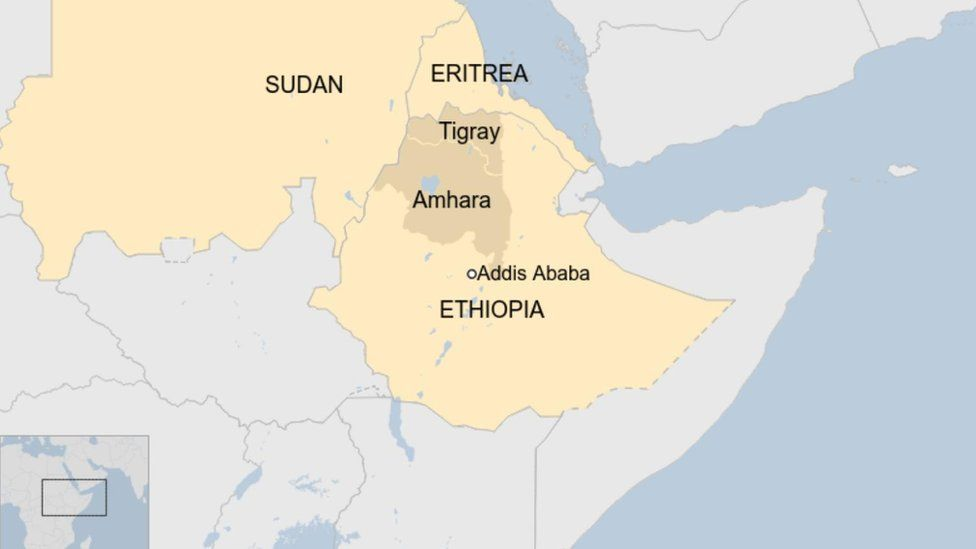 ERITREA
SUDAN
Tigray
Amhara
Addis Ababa
ETHIOPIA